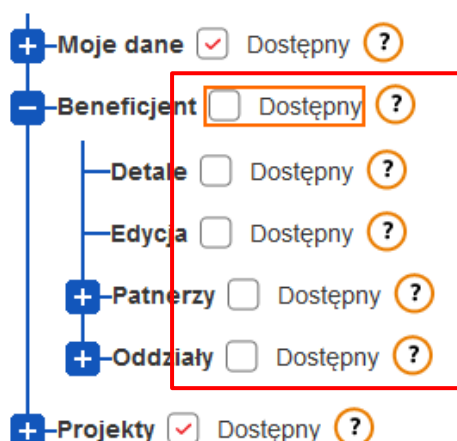 Moje dane Dostępny ?
Beneficjent Dostępny ?
Detale Dostępny ?
Edycja Dostępny ?
Patnerzy Dostępny ?
Oddziały Dostępny ?
Projekty Dostępny ?